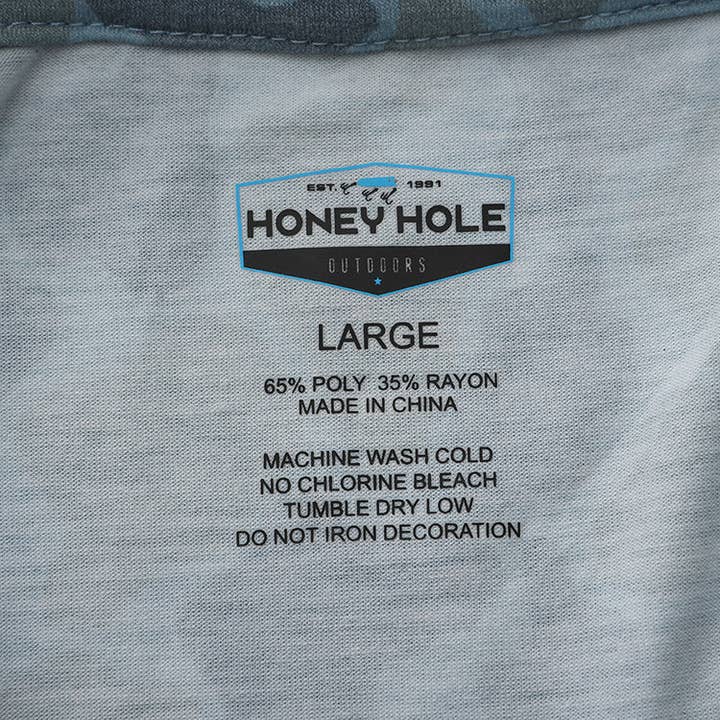 EST. 1991
HONEY HOLE
OUTDOORS
LARGE
65% POLY 35% RAYON
MADE IN CHINA
MACHINE WASH COLD
NO CHLORINE BLEACH
TUMBLE DRY LOW
DO NOT IRON DECORATION